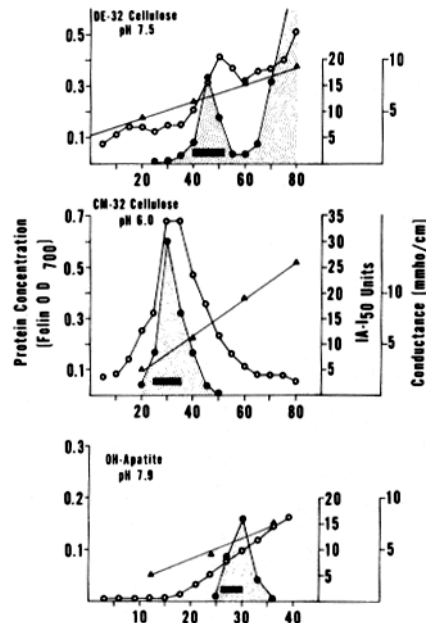 DE-32 Cellulose
pH 7.5
0.5
0.3
0.1
20 40 60 80
20
15
10
5
10
5
CM-32 Cellulose
pH 6.0
0.7
0.5
0.3
0.1
20 40 60 80
35
30
25
20
15
10
5
10
5
Protein Concentration
(Folin OD 700)
IA-I50 Units
Conductance [mmho/cm]
OH-Apatite
pH 7.9
0.3
0.2
0.1
10 20 30 40
20
15
10
5
10
5